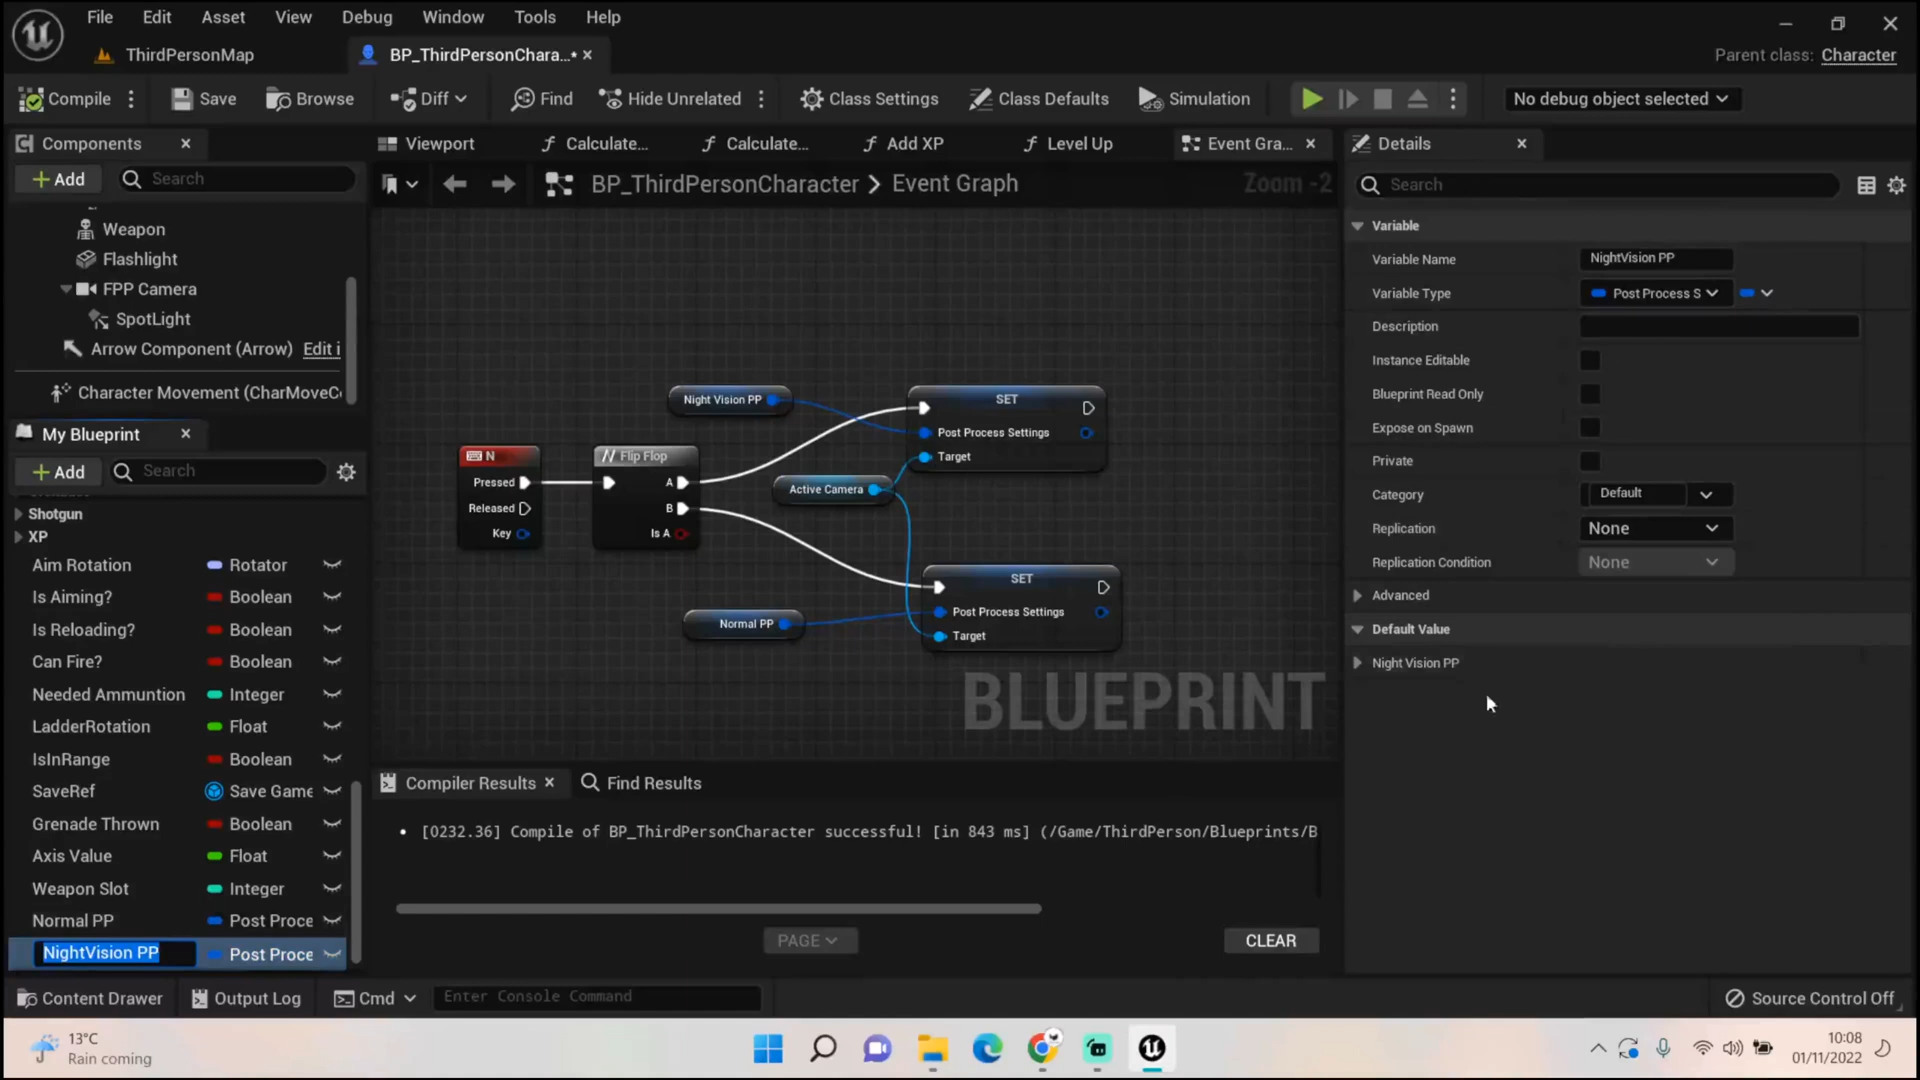 File Edit Asset View Debug Window Tools Help
ThirdPersonMap
BP_ThirdPersonChara...*
Parent class: Character
Compile
Save
Browse
Diff
Find
Hide Unrelated
Class Settings
Class Defaults
Simulation
No debug object selected
Components
Add
Search
Weapon
Flashlight
FPP Camera
SpotLight
Arrow Component (Arrow) Edit i
Character Movement (CharMoveCo
My Blueprint
Add
Search
Shotgun
XP
Aim Rotation Rotator
Is Aiming? Boolean
Is Reloading? Boolean
Can Fire? Boolean
Needed Ammuntion Integer
LadderRotation Float
IsInRange Boolean
SaveRef Save Game
Grenade Thrown Boolean
Axis Value Float
Weapon Slot Integer
Normal PP Post Proce
NightVision PP Post Proce
Viewport
Calculate...
Calculate...
Add XP
Level Up
Event Gra...
BP_ThirdPersonCharacter > Event Graph
Zoom -2
Night Vision PP
SET
Post Process Settings
Target
N
Pressed
Released
Key
Flip Flop
A
B
Is A
Active Camera
SET
Post Process Settings
Target
Normal PP
BLUEPRINT
Compiler Results
Find Results
[0232.36] Compile of BP_ThirdPersonCharacter successful! [in 843 ms] (/Game/ThirdPerson/Blueprints/B
PAGE
CLEAR
Details
Search
Variable
Variable Name NightVision PP
Variable Type Post Process S
Description
Instance Editable
Blueprint Read Only
Expose on Spawn
Private
Category Default
Replication None
Replication Condition None
Advanced
Default Value
Night Vision PP
Content Drawer
Output Log
Cmd
Enter Console Command
Source Control Off
13°C
Rain coming
10:08
01/11/2022